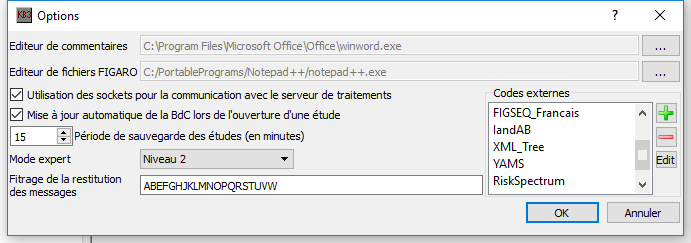 KB3 Options
Editeur de commentaires C:\Program Files\Microsoft Office\Office\winword.exe ...
Editeur de fichiers FIGARO C:/PortablePrograms/Notepad++/notepad++.exe ...
Utilisation des sockets pour la communication avec le serveur de traitements
Mise à jour automatique de la BdC lors de l'ouverture d'une étude
15 Période de sauvegarde des études (en minutes)
Mode expert Niveau 2
Fitrage de la restitution
des messages
ABEFGHJKLMNOPQRSTUVW
Codes externes
FIGSEQ_Francais
landAB
XML_Tree
YAMS
RiskSpectrum
Edit
OK Annuler